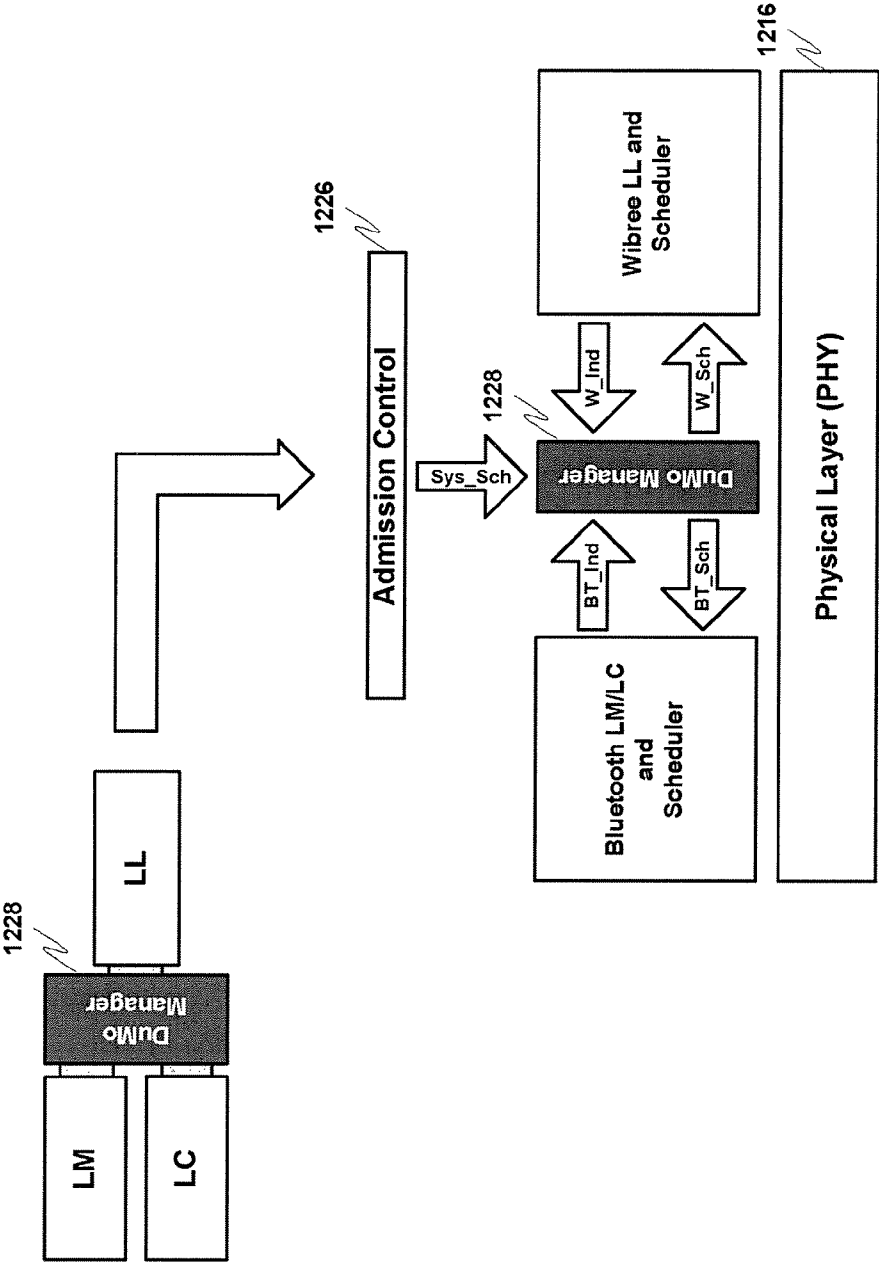 1228
LM
LC
DuMo
Manager
LL
1226
Admission Control
Sys_Sch
1228
Bluetooth LM/LC
and
Scheduler
BT_Ind
BT_Sch
DuMo Manager
W_Ind
W_Sch
Wibree LL and
Scheduler
Physical Layer (PHY)
1216